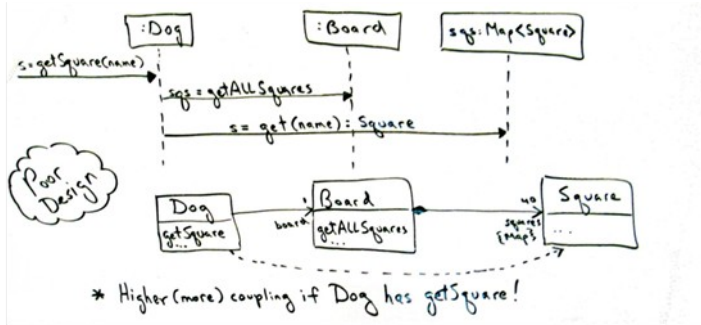 :Dog
:Board
sqs: Map<Square>
s=getSquare(name)
sqs = getALLSquares
s= get(name): Square
Poor
Design
Dog
getSquare
...
1
board
Board
getALLSquares
...
40
squares
{Map}
Square
...
* Higher (more) coupling if Dog has getSquare!